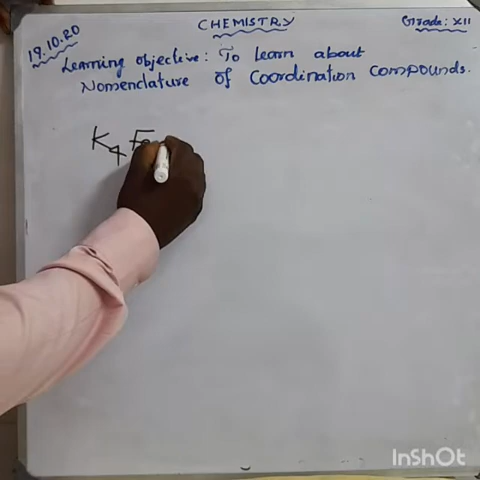 19.10.20
CHEMISTRY
Grade: XII
Learning objective: To learn about
Nomenclature of Coordination compounds.
K4 Fe
InShOt